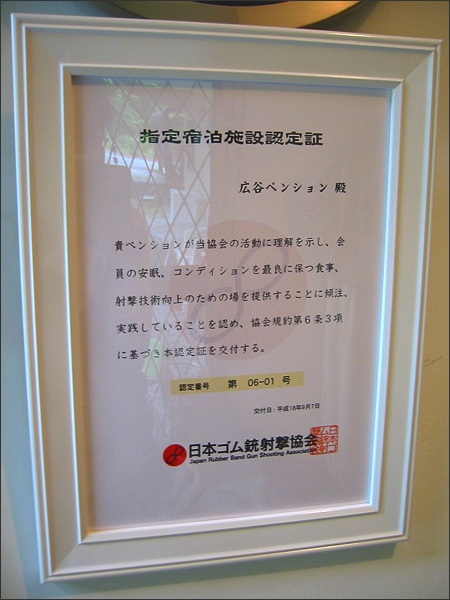 指定宿泊施設認定証
広谷ペンション 殿
貴ペンションが当協会の活動に理解を示し、会
員の安眠、コンディションを最良に保つ食事、
射撃技術向上のための場を提供することに傾注、
実践していることを認め、協会規約第6条3項
に基づき本認定証を交付する。
認定番号 第 06-01 号
交付日: 平成18年9月7日
日本ゴム銃射撃協会
Japan Rubber Band Gun Shooting Association